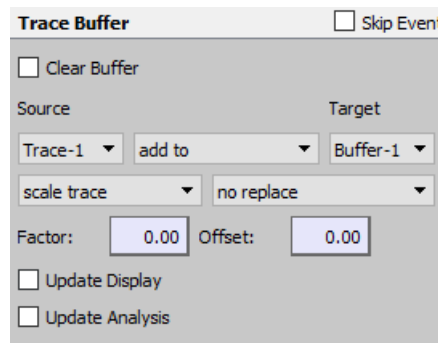 Trace Buffer Skip Event
Clear Buffer
Source Target
Trace-1 add to Buffer-1
scale trace no replace
Factor: 0.00 Offset: 0.00
Update Display
Update Analysis